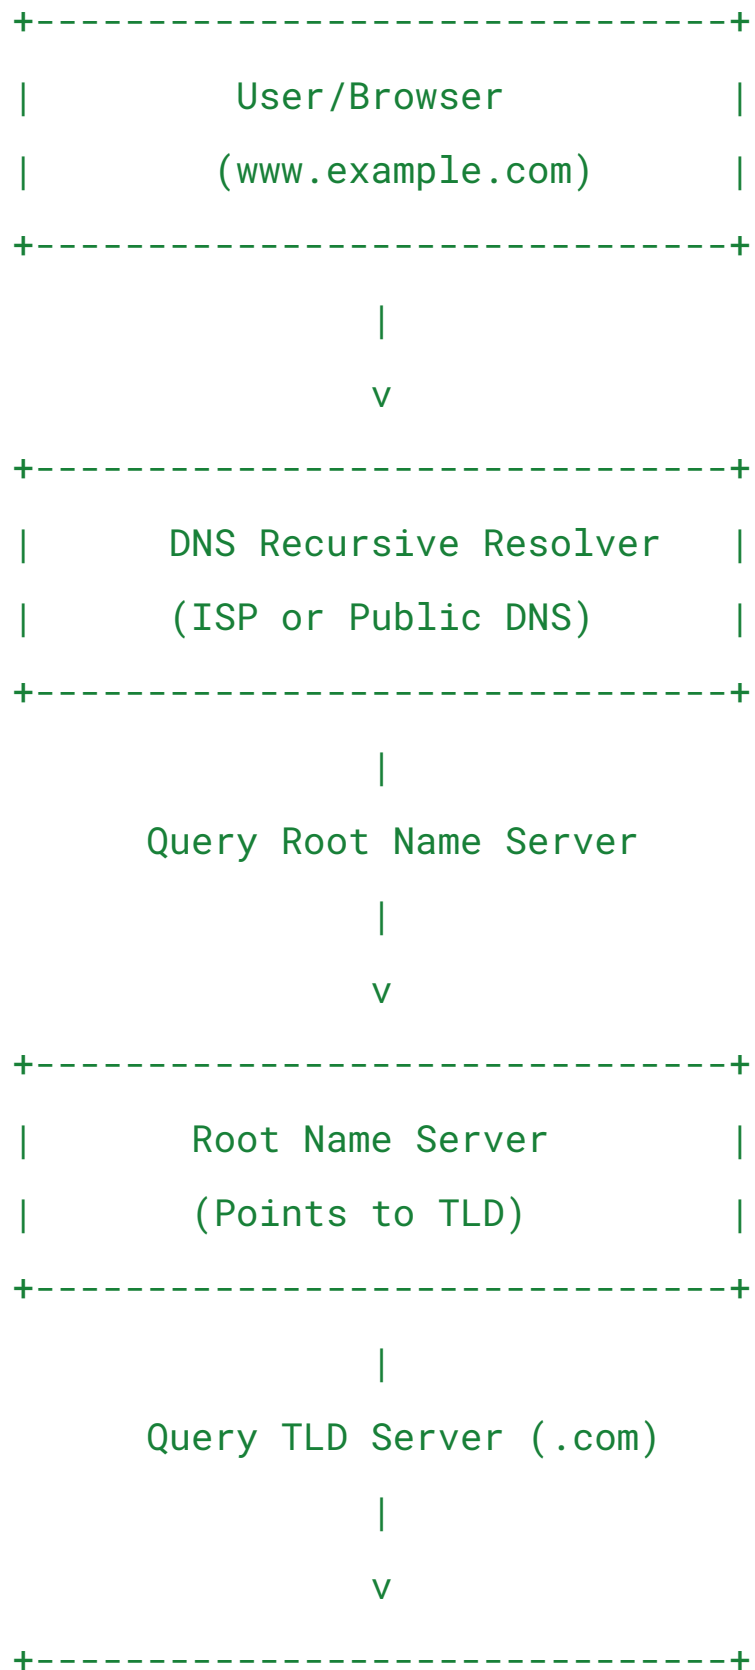 +-------------------------------+
|         User/Browser          |
|        (www.example.com)      |
+-------------------------------+
                |
                v
+-------------------------------+
|      DNS Recursive Resolver   |
|      (ISP or Public DNS)      |
+-------------------------------+
                |
      Query Root Name Server
                |
                v
+-------------------------------+
|       Root Name Server        |
|       (Points to TLD)         |
+-------------------------------+
                |
      Query TLD Server (.com)
                |
                v
+-------------------------------+